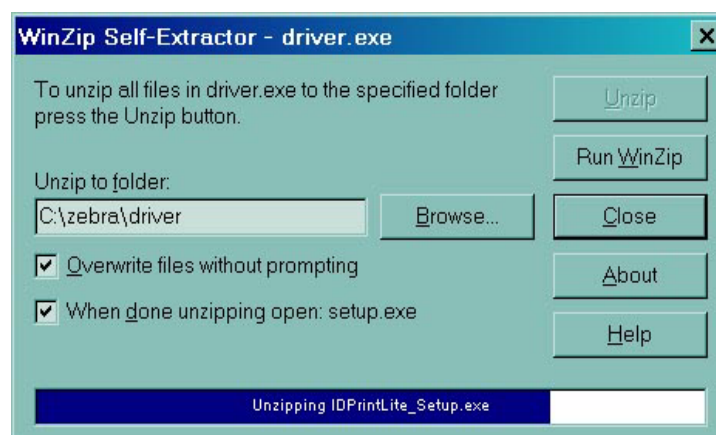 WinZip Self-Extractor - driver.exe
To unzip all files in driver.exe to the specified folder
press the Unzip button.
Unzip to folder:
C:\zebra\driver
Browse...
Overwrite files without prompting
When done unzipping open: setup.exe
Unzip
Run WinZip
Close
About
Help
Unzipping IDPrintLite_Setup.exe